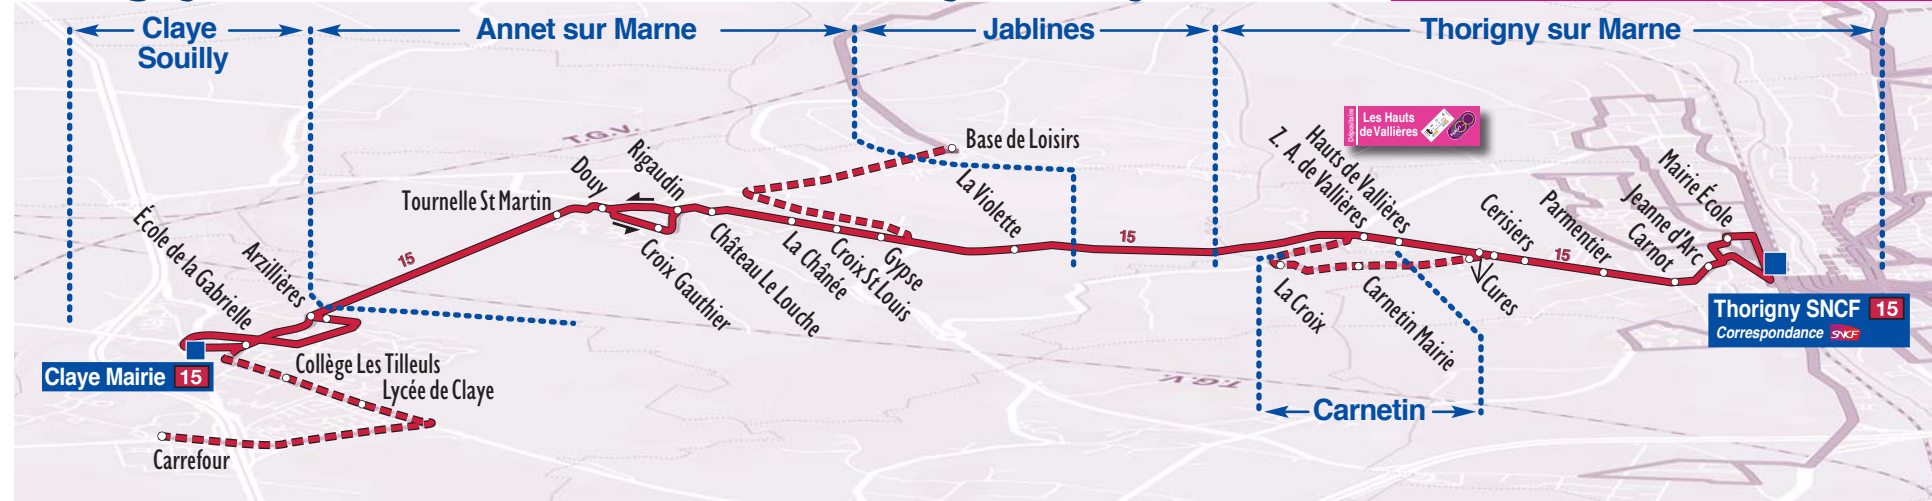 Claye
Souilly
Annet sur Marne
Jablines
Thorigny sur Marne
T.G.V.
Dépositaire
Les Hauts
de Vallières
Base de Loisirs
La Violette
Tournelle St Martin
Douy
Rigaudin
Croix Gauthier
Château Le Louche
La Chânée
Croix St Louis
Gypse
École de la Gabrielle
Arzillières
15
15
Z. A. de Vallières
Hauts de Vallières
Cerisiers
Parmentier
15
Carnot
Jeanne d'Arc
Mairie École
La Croix
Carnetin Mairie
Cures
Thorigny SNCF 15
Correspondance SNCF
Claye Mairie 15
Collège Les Tilleuls
Lycée de Claye
Carrefour
T.G.V.
Carnetin